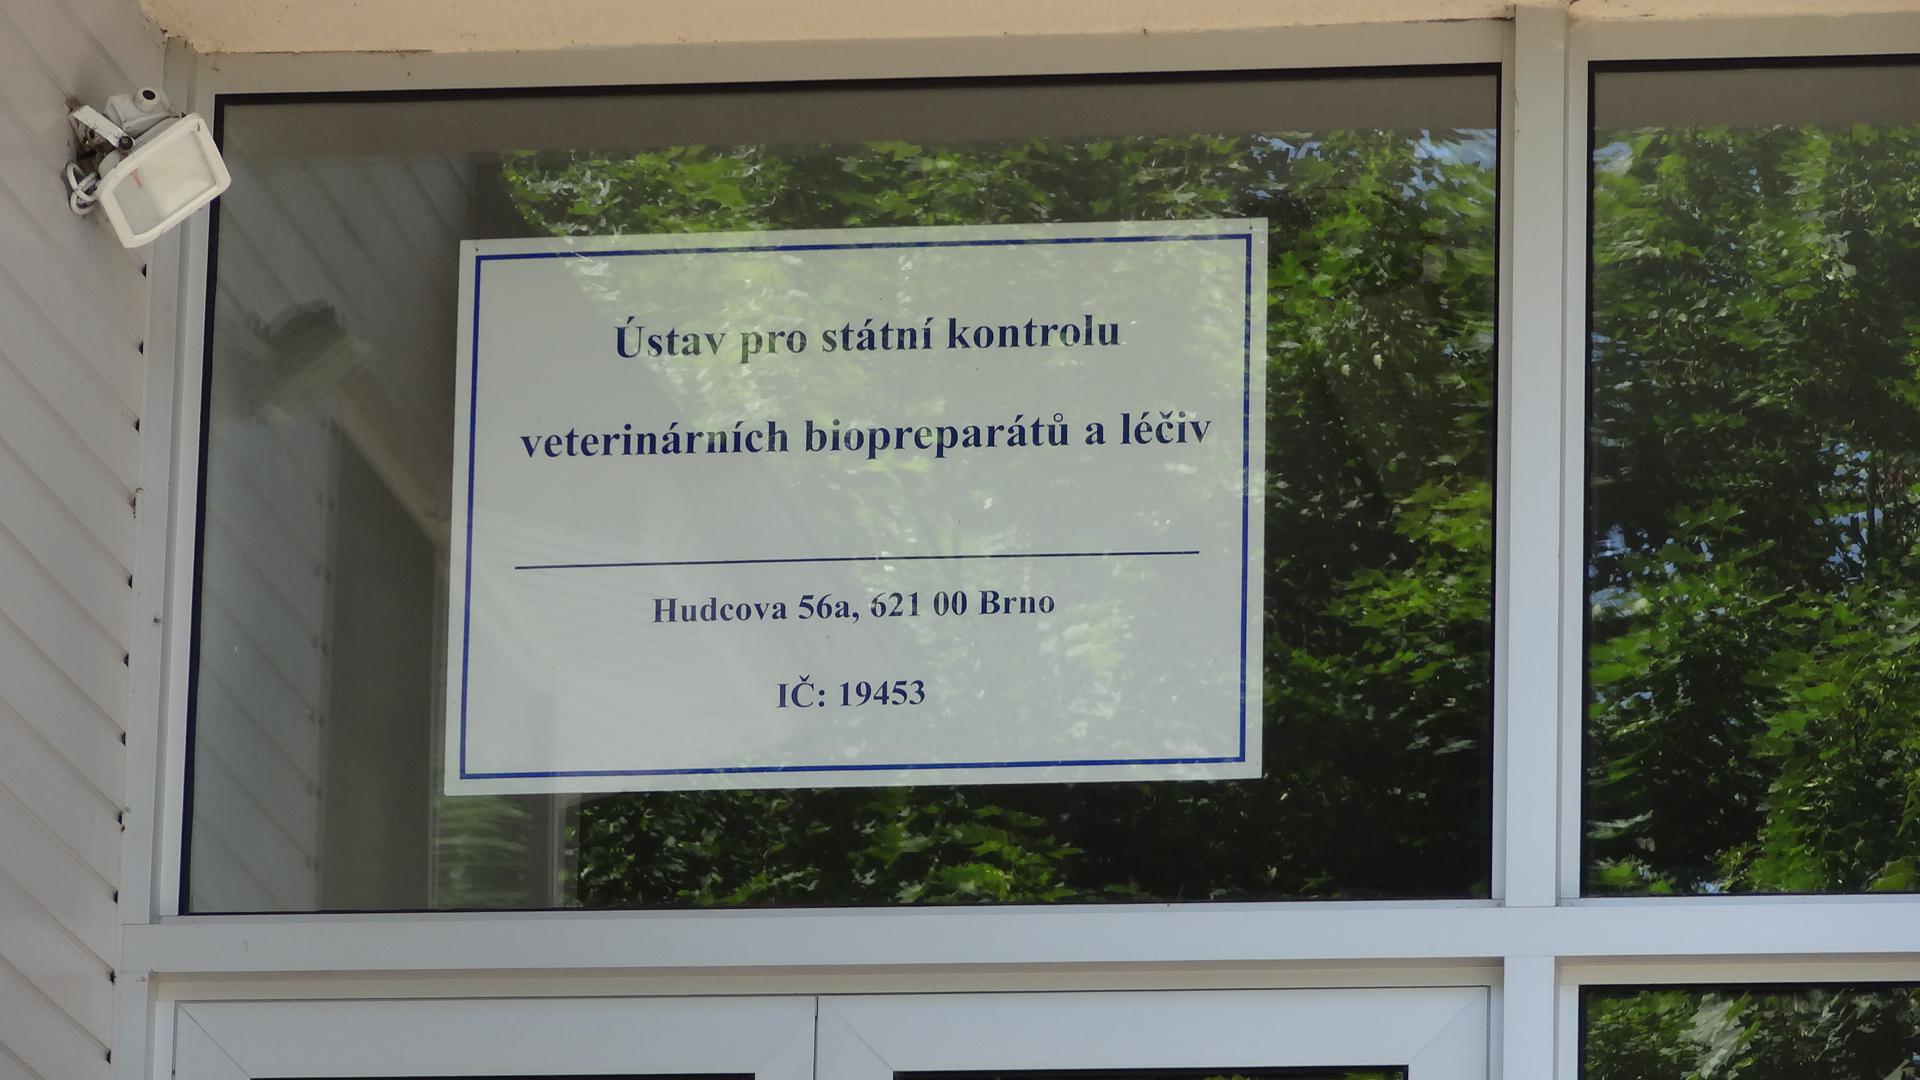 Ústav pro státní kontrolu
veterinárních biopreparátů a léčiv
Hudcova 56a, 621 00 Brno
IČ: 19453